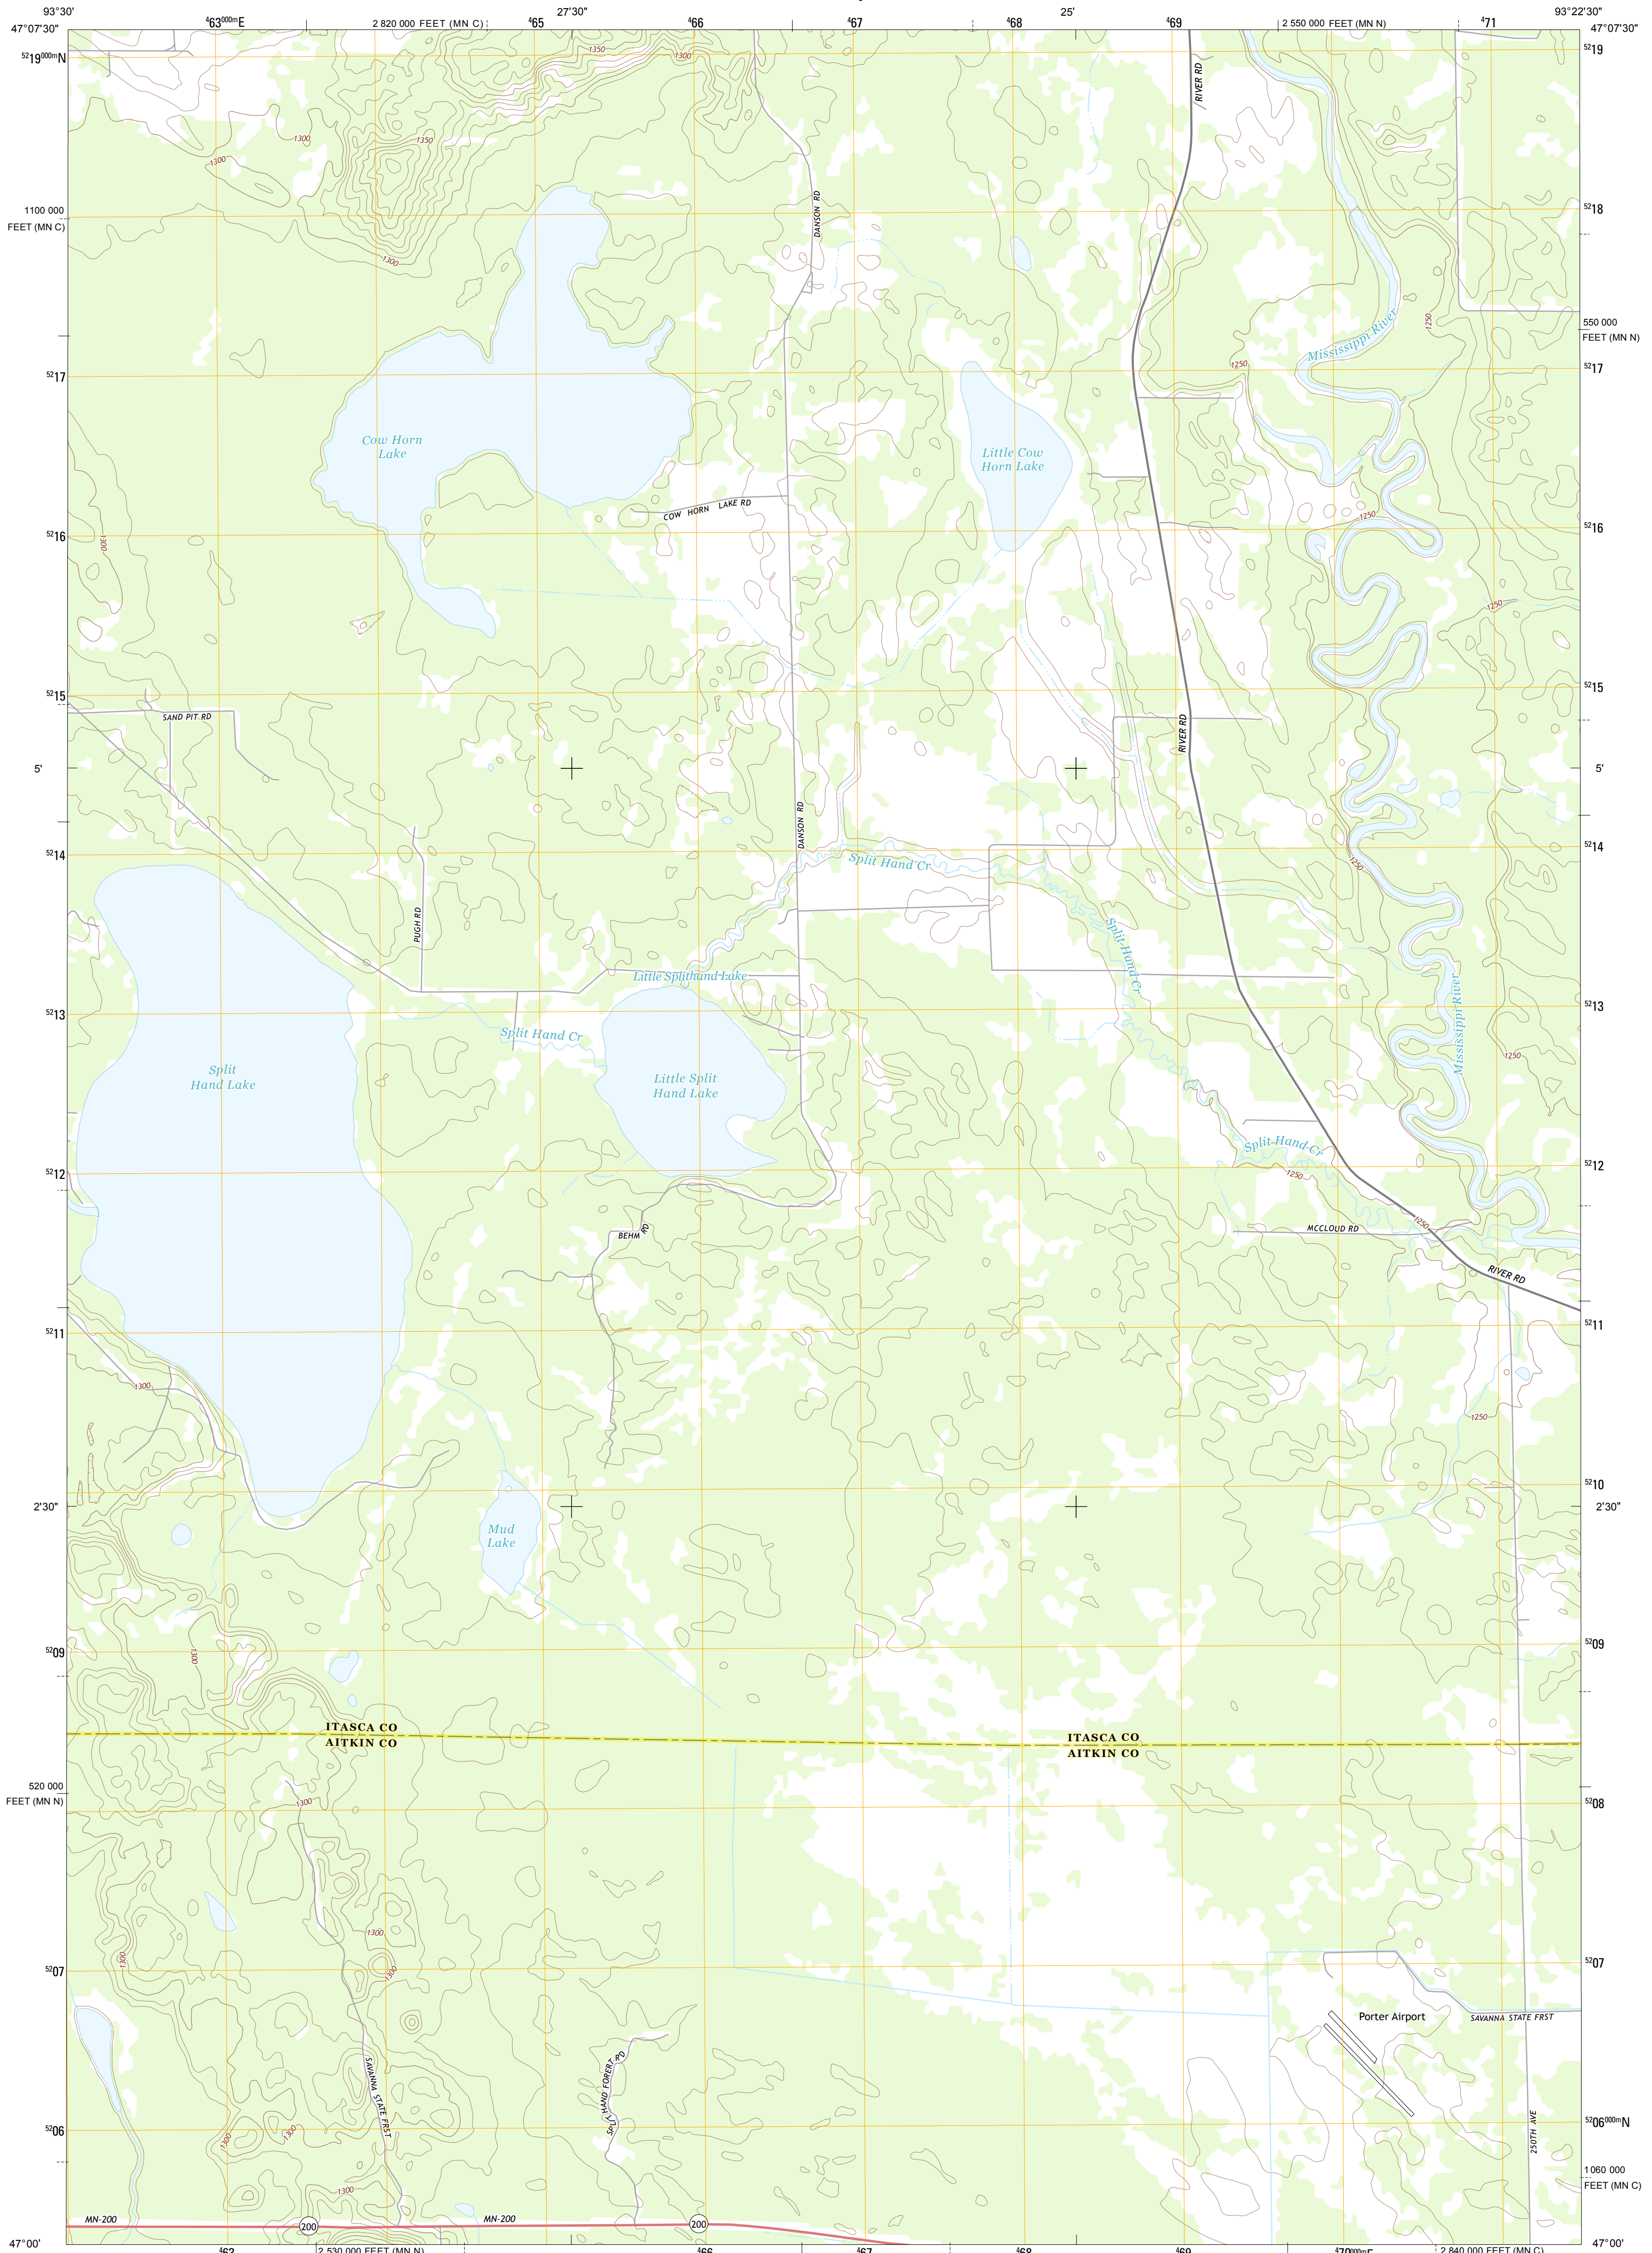 93°30'
463000mE
2 820 000 FEET (MN C)
465
27'30"
466
467
468
25'
469
2 550 000 FEET (MN N)
471
93°22'30"
47°07'30"
47°07'30"
5219000mN
5219
1350
1300
RIVER RD
1300
1350
1300
DANSON RD
1100 000
FEET (MN C)
5218
1300
Mississippi River
1250
550 000
FEET (MN N)
5217
1250
5217
Cow Horn
Lake
Little Cow
Horn Lake
COW HORN LAKE RD
1250
5216
5216
1300
1250
5215
5215
SAND PIT RD
RIVER RD
5'
5'
DANSON RD
5214
5214
Split Hand Cr
1250
PUGH RD
Split Hand Cr
Little Splithand Lake
Mississippi River
5213
5213
Split Hand Cr
1250
Split
Hand Lake
Little Split
Hand Lake
Split Hand Cr
5212
5212
1250
BEHM RD
MCCLOUD RD
1250
RIVER RD
5211
5211
1300
1250
5210
2'30"
2'30"
Mud
Lake
5209
5209
1300
ITASCA CO
AITKIN CO
ITASCA CO
AITKIN CO
520 000
FEET (MN N)
1300
5208
1300
1300
1300
5207
5207
Porter Airport
SAVANNA STATE FRST
SAVANNA STATE FRST
SPLIT HAND FORERT RD
5206
5206000mN
1300
1300
250TH AVE
1 060 000
FEET (MN C)
1300
MN-200
200
MN-200
200
47°00'
47°00'
462
2 530 000 FEET (MN N)
466
467
468
469
470000mE
2 840 000 FEET (MN C)